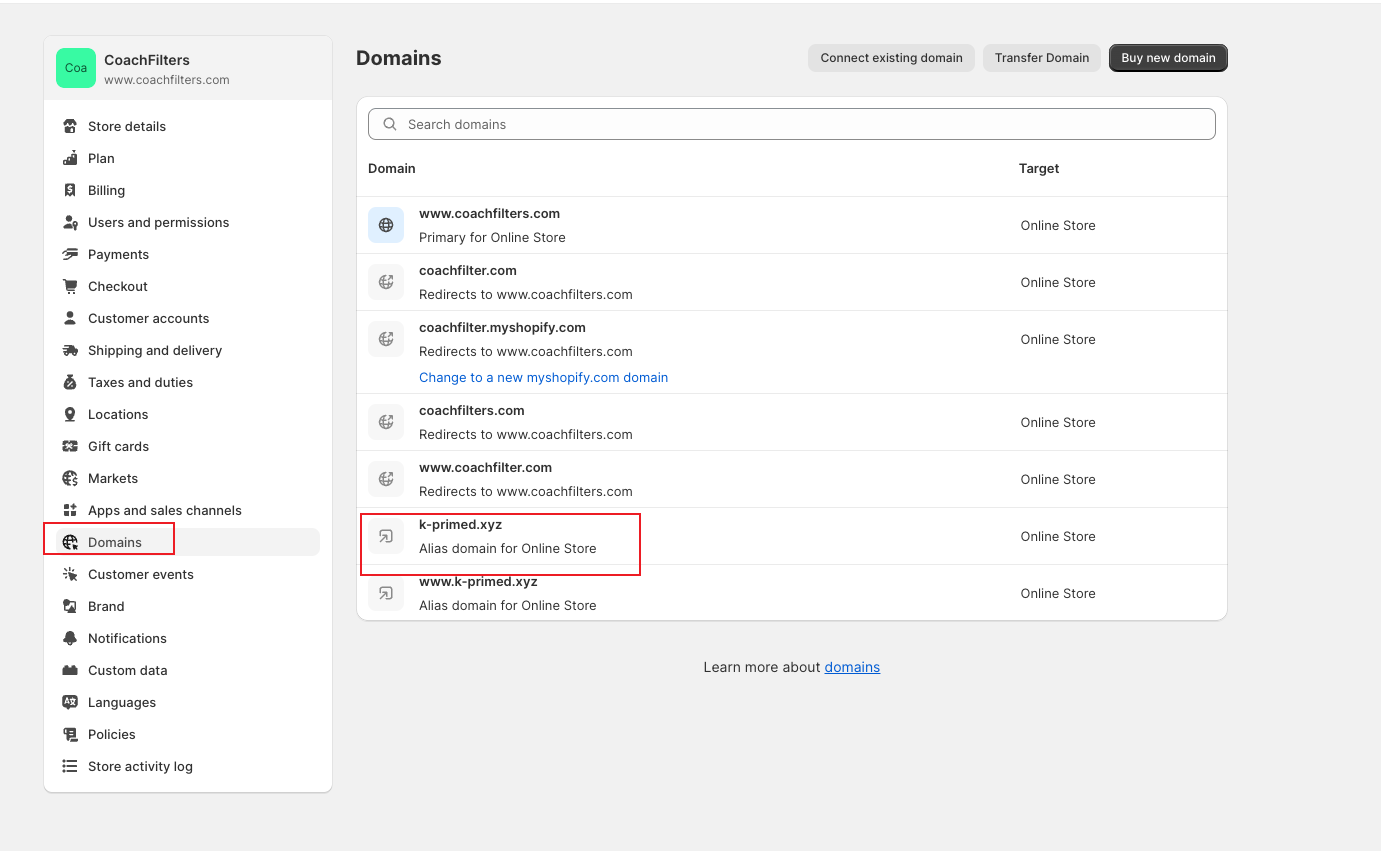 Coa
CoachFilters
www.coachfilters.com
Store details
Plan
Billing
Users and permissions
Payments
Checkout
Customer accounts
Shipping and delivery
Taxes and duties
Locations
Gift cards
Markets
Apps and sales channels
Domains
Customer events
Brand
Notifications
Custom data
Languages
Policies
Store activity log
Domains
Connect existing domain
Transfer Domain
Buy new domain
Search domains
Domain Target
www.coachfilters.com
Primary for Online Store
Online Store
coachfilter.com
Redirects to www.coachfilters.com
Online Store
coachfilter.myshopify.com
Redirects to www.coachfilters.com
Change to a new myshopify.com domain
Online Store
coachfilters.com
Redirects to www.coachfilters.com
Online Store
www.coachfilter.com
Redirects to www.coachfilters.com
Online Store
k-primed.xyz
Alias domain for Online Store
Online Store
www.k-primed.xyz
Alias domain for Online Store
Online Store
Learn more about domains